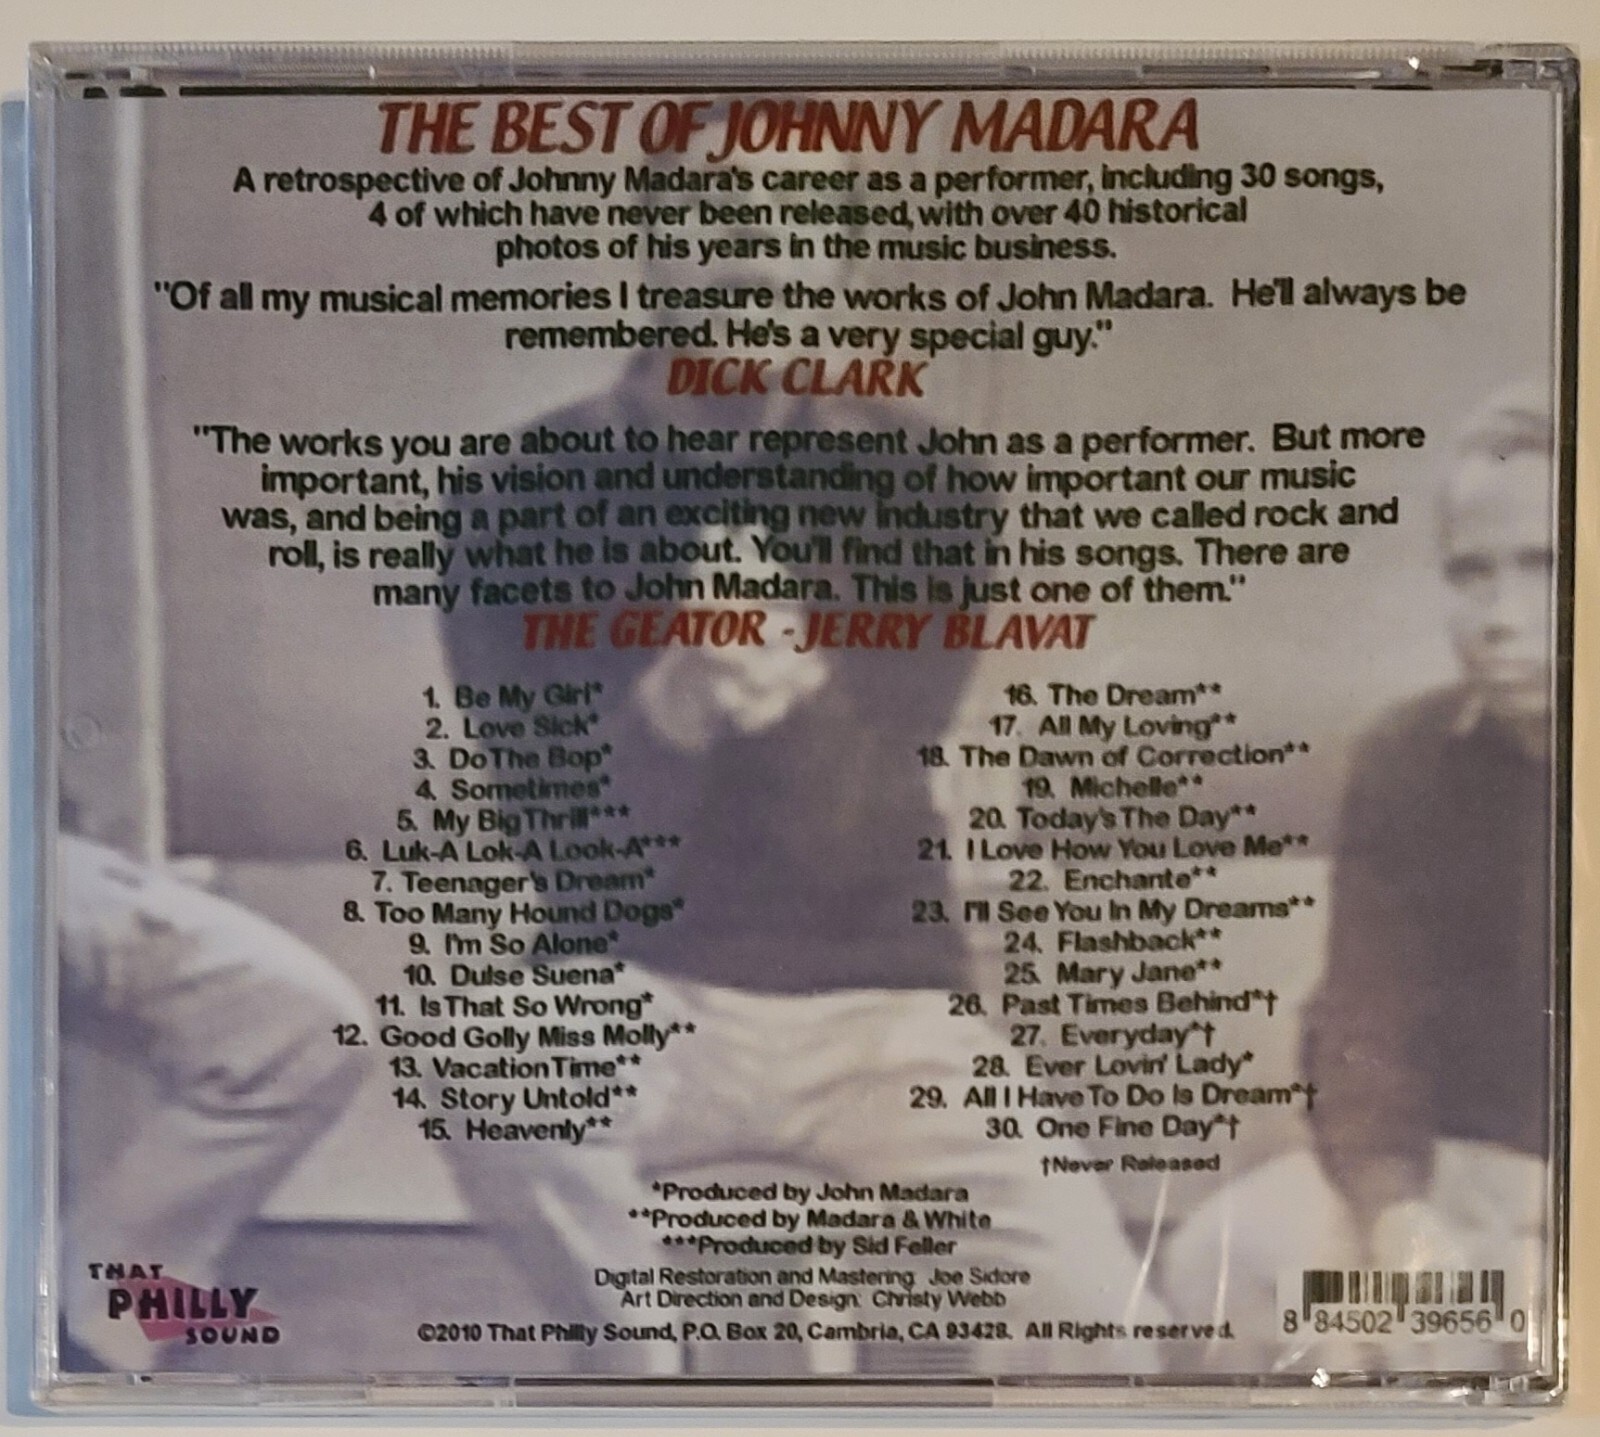 THE BEST OF JOHNNY MADARA
A retrospective of Johnny Madara's career as a performer, including 30 songs,
4 of which have never been released, with over 40 historical
photos of his years in the music business.
"Of all my musical memories I treasure the works of John Madara. He'll always be
remembered. He's a very special guy."
DICK CLARK
"The works you are about to hear represent John as a performer. But more
important, his vision and understanding of how important our music
was, and being a part of an exciting new industry that we called rock and
roll, is really what he is about. You'll find that in his songs. There are
many facets to John Madara. This is just one of them."
THE GEATOR - JERRY BLAVAT
1. Be My Girl*
2. Love Sick*
3. Do The Bop*
4. Sometimes*
5. My Big Thrill***
6. Luk-A Lok-A Look-A***
7. Teenager's Dream*
8. Too Many Hound Dogs*
9. I'm So Alone*
10. Dulse Suena*
11. Is That So Wrong*
12. Good Golly Miss Molly**
13. Vacation Time**
14. Story Untold**
15. Heavenly**
16. The Dream**
17. All My Loving**
18. The Dawn of Correction**
19. Michelle**
20. Today's The Day**
21. I Love How You Love Me**
22. Enchante**
23. I'll See You In My Dreams**
24. Flashback**
25. Mary Jane**
26. Past Times Behind*†
27. Everyday*†
28. Ever Lovin' Lady*
29. All I Have To Do Is Dream*†
30. One Fine Day*†
†Never Released
*Produced by John Madara
**Produced by Madara & White
***Produced by Sid Feller
Digital Restoration and Mastering: Joe Sidore
Art Direction and Design: Christy Webb
©2010 That Philly Sound, P.O. Box 20, Cambria, CA 93428. All Rights reserved.
THAT
PHILLY
SOUND
8 84502 39656 0